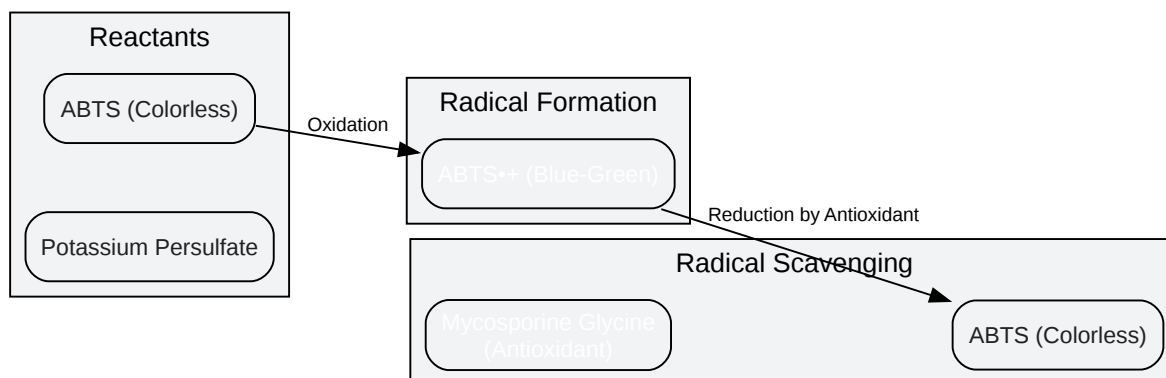 Reactants
ABTS (Colorless)
Potassium Persulfate
Oxidation
Radical Formation
ABTS•+ (Blue-Green)
Reduction by Antioxidant
Radical Scavenging
Mycosporine Glycine
(Antioxidant)
ABTS (Colorless)